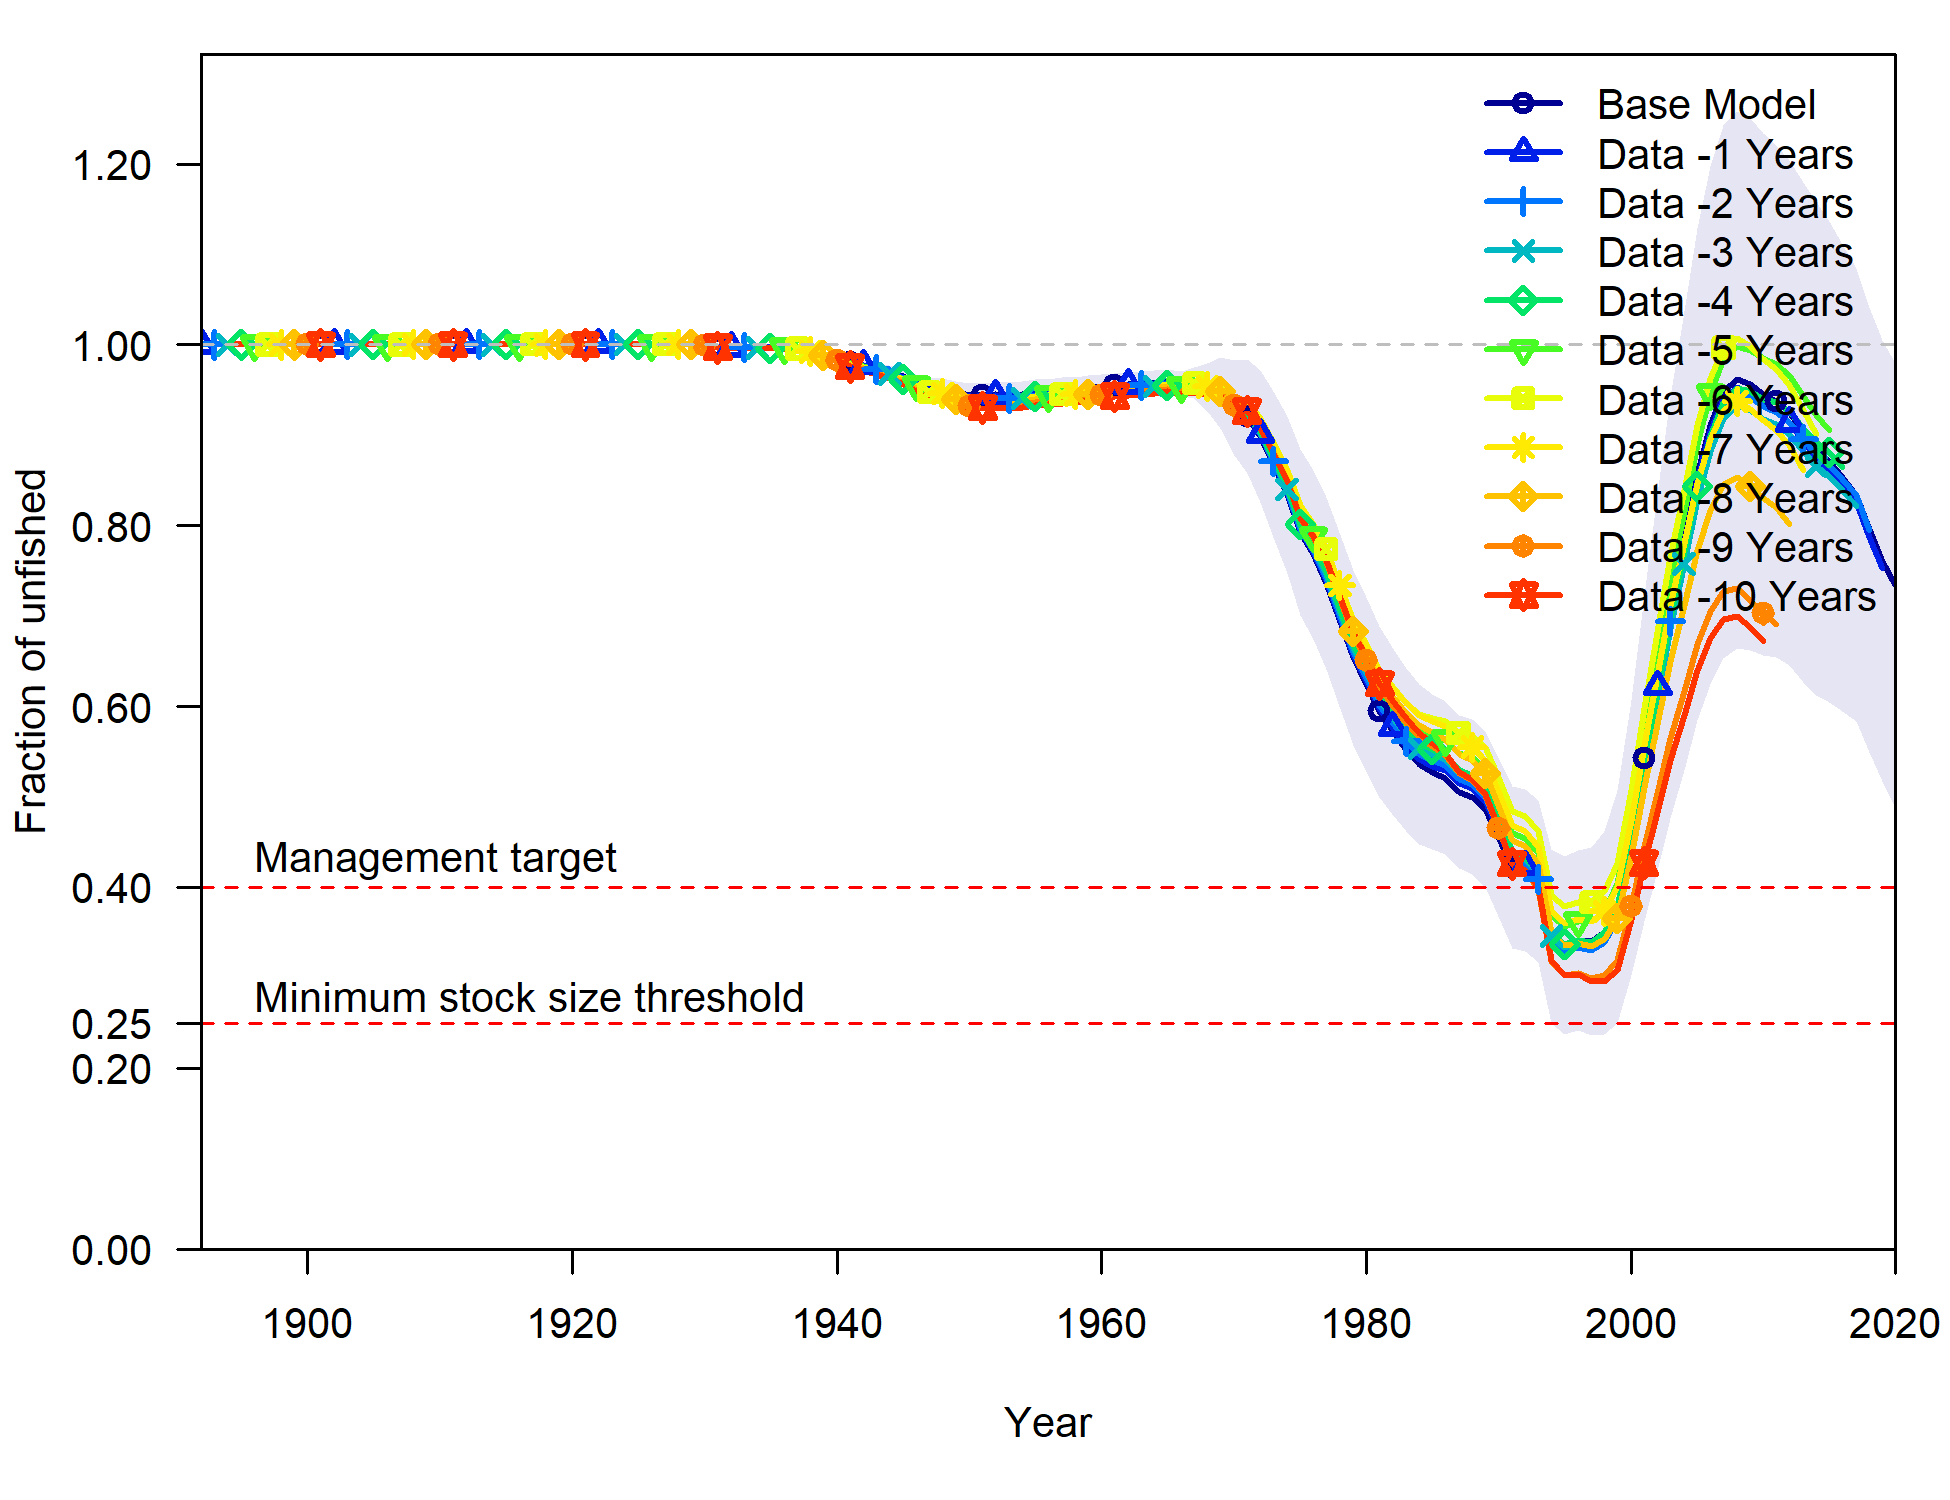 Base Model
Data -1 Years
Data -2 Years
Data -3 Years
Data -4 Years
Data -5 Years
Data -6 Years
Data -7 Years
Data -8 Years
Data -9 Years
Data -10 Years
1.20
1.00
0.80
0.60
0.40
0.25
0.20
0.00
Fraction of unfished
Management target
Minimum stock size threshold
1900
1920
1940
1960
1980
2000
2020
Year